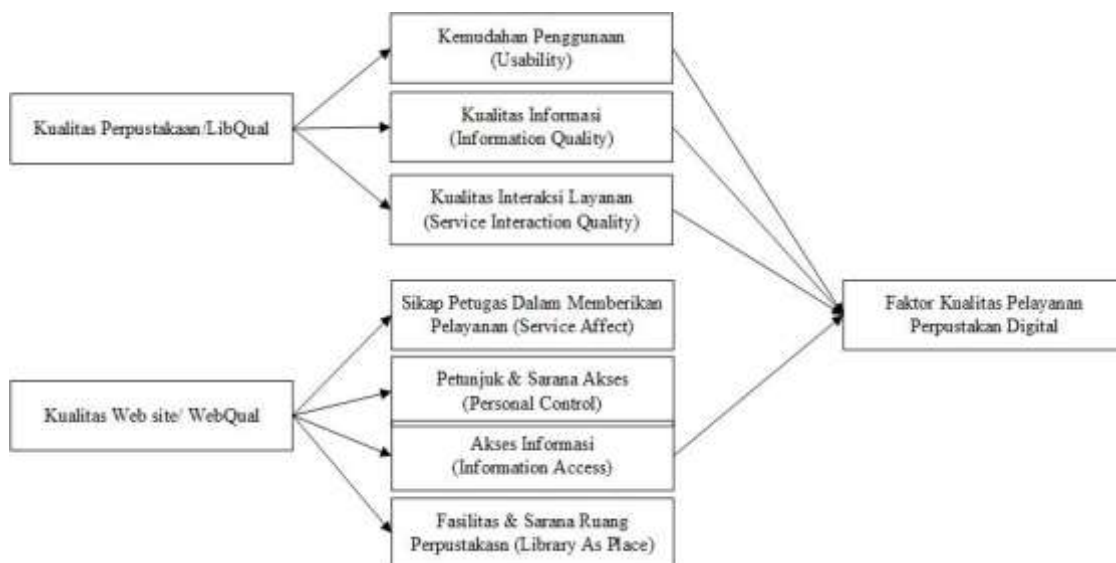 Kemudahan Penggunaan
(Usability)
Kualitas Perpustakaan/LibQual
Kualitas Informasi
(Information Quality)
Kualitas Interaksi Layanan
(Service Interaction Quality)
Sikap Petugas Dalam Memberikan
Pelayanan (Service Affect)
Petunjuk & Sarana Akses
(Personal Control)
Kualitas Web site/ WebQual
Akses Informasi
(Information Access)
Fasilitas & Sarana Ruang
Perpustakasn (Library As Place)
Faktor Kualitas Pelayanan
Perpustakan Digital